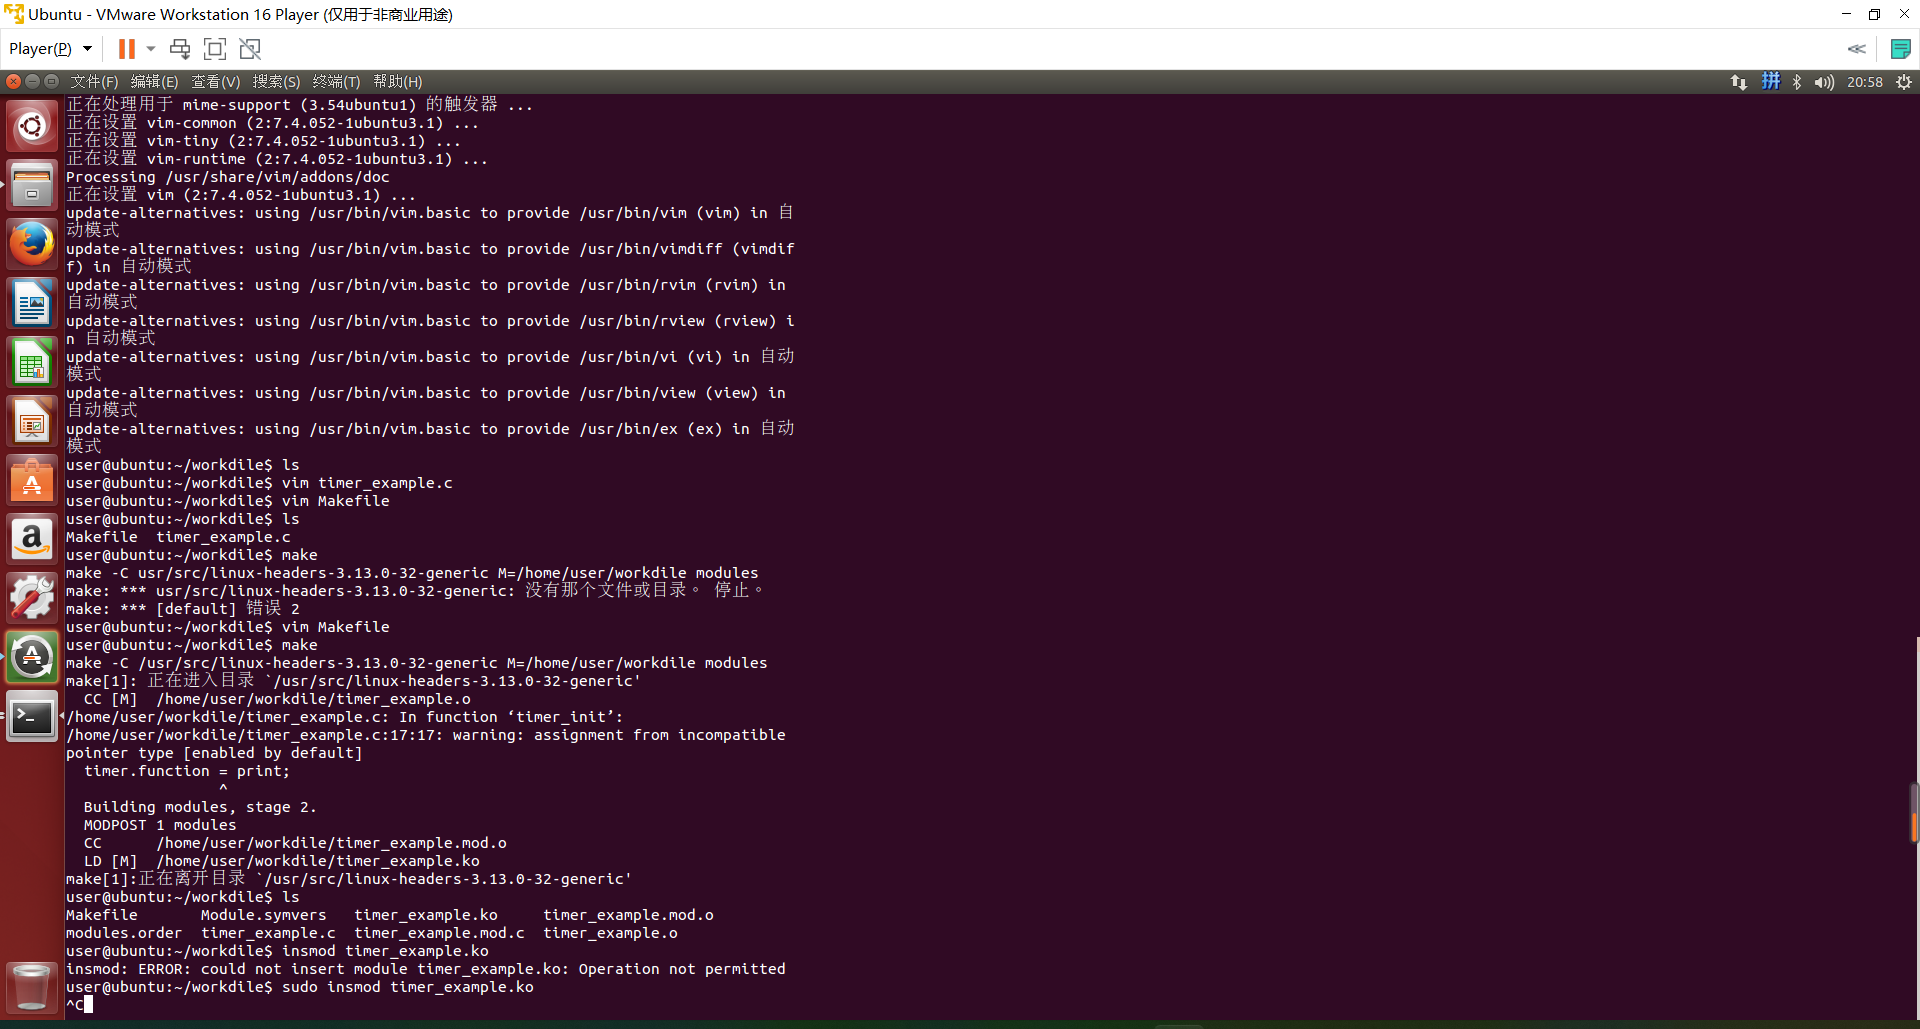 Ubuntu - VMware Workstation 16 Player (仅用于非商业用途)
Player(P)
文件(F) 编辑(E) 查看(V) 搜索(S) 终端(T) 帮助(H)
拼 20:58
正在处理用于 mime-support (3.54ubuntu1) 的触发器 ...
正在设置 vim-common (2:7.4.052-1ubuntu3.1) ...
正在设置 vim-tiny (2:7.4.052-1ubuntu3.1) ...
正在设置 vim-runtime (2:7.4.052-1ubuntu3.1) ...
Processing /usr/share/vim/addons/doc
正在设置 vim (2:7.4.052-1ubuntu3.1) ...
update-alternatives: using /usr/bin/vim.basic to provide /usr/bin/vim (vim) in 自
动模式
update-alternatives: using /usr/bin/vim.basic to provide /usr/bin/vimdiff (vimdif
f) in 自动模式
update-alternatives: using /usr/bin/vim.basic to provide /usr/bin/rvim (rvim) in
自动模式
update-alternatives: using /usr/bin/vim.basic to provide /usr/bin/rview (rview) i
n 自动模式
update-alternatives: using /usr/bin/vim.basic to provide /usr/bin/vi (vi) in 自动
模式
update-alternatives: using /usr/bin/vim.basic to provide /usr/bin/view (view) in
自动模式
update-alternatives: using /usr/bin/vim.basic to provide /usr/bin/ex (ex) in 自动
模式
user@ubuntu:~/workdile$ ls
user@ubuntu:~/workdile$ vim timer_example.c
user@ubuntu:~/workdile$ vim Makefile
user@ubuntu:~/workdile$ ls
Makefile  timer_example.c
user@ubuntu:~/workdile$ make
make -C usr/src/linux-headers-3.13.0-32-generic M=/home/user/workdile modules
make: *** usr/src/linux-headers-3.13.0-32-generic: 没有那个文件或目录。 停止。
make: *** [default] 错误 2
user@ubuntu:~/workdile$ vim Makefile
user@ubuntu:~/workdile$ make
make -C /usr/src/linux-headers-3.13.0-32-generic M=/home/user/workdile modules
make[1]: 正在进入目录 `/usr/src/linux-headers-3.13.0-32-generic'
  CC [M]  /home/user/workdile/timer_example.o
/home/user/workdile/timer_example.c: In function ‘timer_init’:
/home/user/workdile/timer_example.c:17:17: warning: assignment from incompatible
pointer type [enabled by default]
  timer.function = print;
                 ^
  Building modules, stage 2.
  MODPOST 1 modules
  CC      /home/user/workdile/timer_example.mod.o
  LD [M]  /home/user/workdile/timer_example.ko
make[1]:正在离开目录 `/usr/src/linux-headers-3.13.0-32-generic'
user@ubuntu:~/workdile$ ls
Makefile       Module.symvers   timer_example.ko     timer_example.mod.o
modules.order  timer_example.c  timer_example.mod.c  timer_example.o
user@ubuntu:~/workdile$ insmod timer_example.ko
insmod: ERROR: could not insert module timer_example.ko: Operation not permitted
user@ubuntu:~/workdile$ sudo insmod timer_example.ko
^C